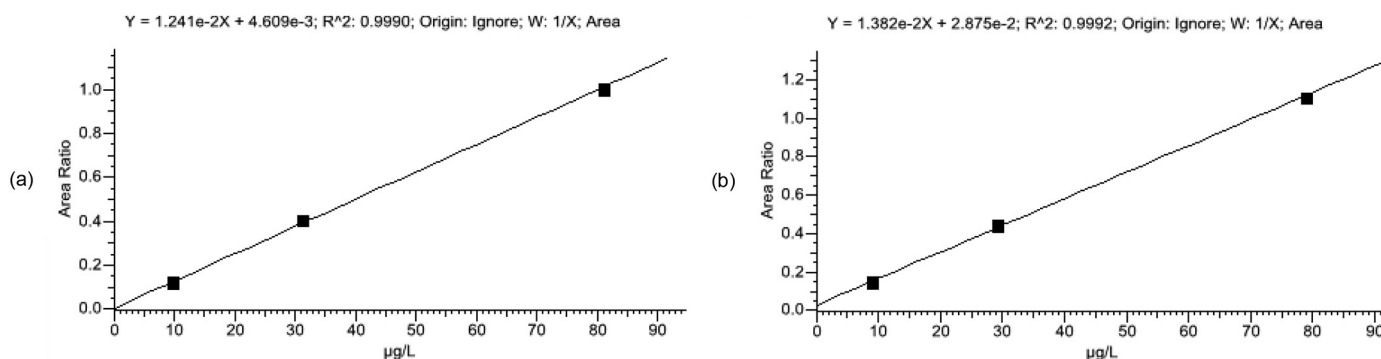 Y = 1.241e-2X + 4.609e-3; R^2: 0.9990; Origin: Ignore; W: 1/X; Area
(a)
Area Ratio
1.0
0.8
0.6
0.4
0.2
0.0
0 10 20 30 40 50 60 70 80 90
µg/L
Y = 1.382e-2X + 2.875e-2; R^2: 0.9992; Origin: Ignore; W: 1/X; Area
(b)
Area Ratio
1.2
1.0
0.8
0.6
0.4
0.2
0.0
0 10 20 30 40 50 60 70 80 90
µg/L